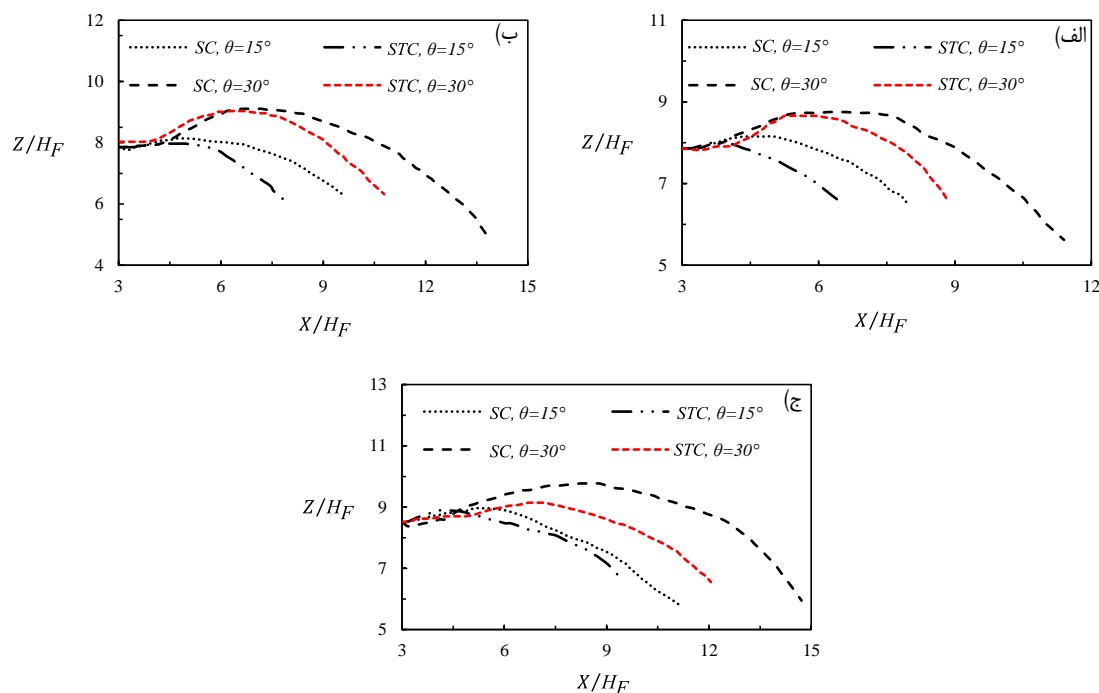 ب)
12
10
8
6
4
Z/H_F
SC, θ=15°
STC, θ=15°
SC, θ=30°
STC, θ=30°
3
6
9
12
15
X/H_F
الف)
11
9
7
5
Z/H_F
SC, θ=15°
STC, θ=15°
SC, θ=30°
STC, θ=30°
3
6
9
12
X/H_F
ج)
13
11
9
7
5
Z/H_F
SC, θ=15°
STC, θ=15°
SC, θ=30°
STC, θ=30°
3
6
9
12
15
X/H_F